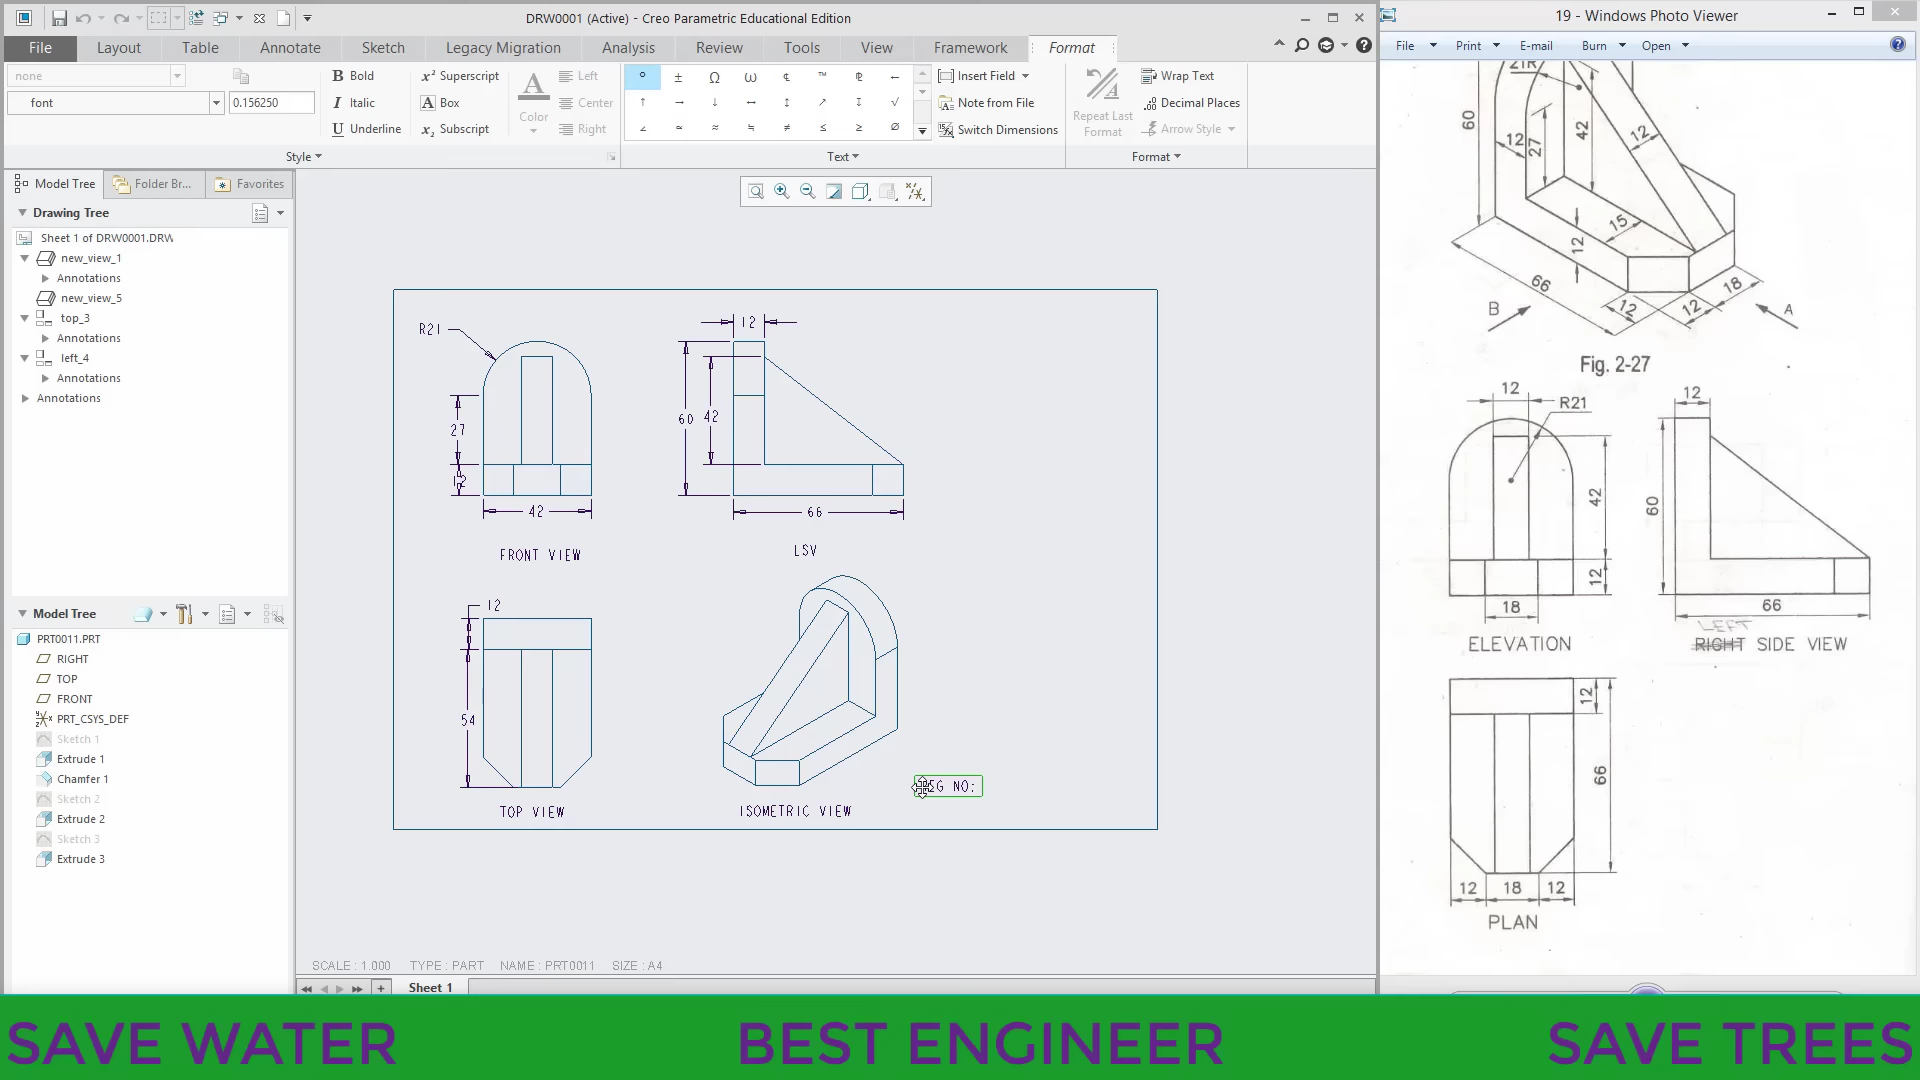 DRW0001 (Active) - Creo Parametric Educational Edition
File Layout Table Annotate Sketch Legacy Migration Analysis Review Tools View Framework Format
none
font 0.156250
Bold Italic Underline
Superscript Box Subscript
Color
Left Center Right
Style
° ± Ω ω ℄ ™ ⅊ ←
↑ → ↓ ↔ ↕ ↗ ↧ √
∠ ≃ ≈ ≒ ≠ ≤ ≥ ∅
Text
Insert Field
Note from File
Switch Dimensions
Repeat Last Format
Wrap Text
Decimal Places
Arrow Style
Format
Model Tree Folder Br... Favorites
Drawing Tree
Sheet 1 of DRW0001.DRW
new_view_1
Annotations
new_view_5
top_3
Annotations
left_4
Annotations
Annotations
Model Tree
PRT0011.PRT
RIGHT
TOP
FRONT
PRT_CSYS_DEF
Sketch 1
Extrude 1
Chamfer 1
Sketch 2
Extrude 2
Sketch 3
Extrude 3
R21
27
12
42
FRONT VIEW
12
60
42
66
LSV
12
54
TOP VIEW
ISOMETRIC VIEW
NO:
SCALE : 1.000 TYPE : PART NAME : PRT0011 SIZE : A4
Sheet 1
19 - Windows Photo Viewer
File Print E-mail Burn Open
21R
60
12
27
42
12
15
12
66
12
12
18
B
A
Fig. 2-27
12
R21
42
12
18
ELEVATION
12
60
66
LEFT
RIGHT SIDE VIEW
12
66
12 18 12
PLAN
SAVE WATER BEST ENGINEER SAVE TREES